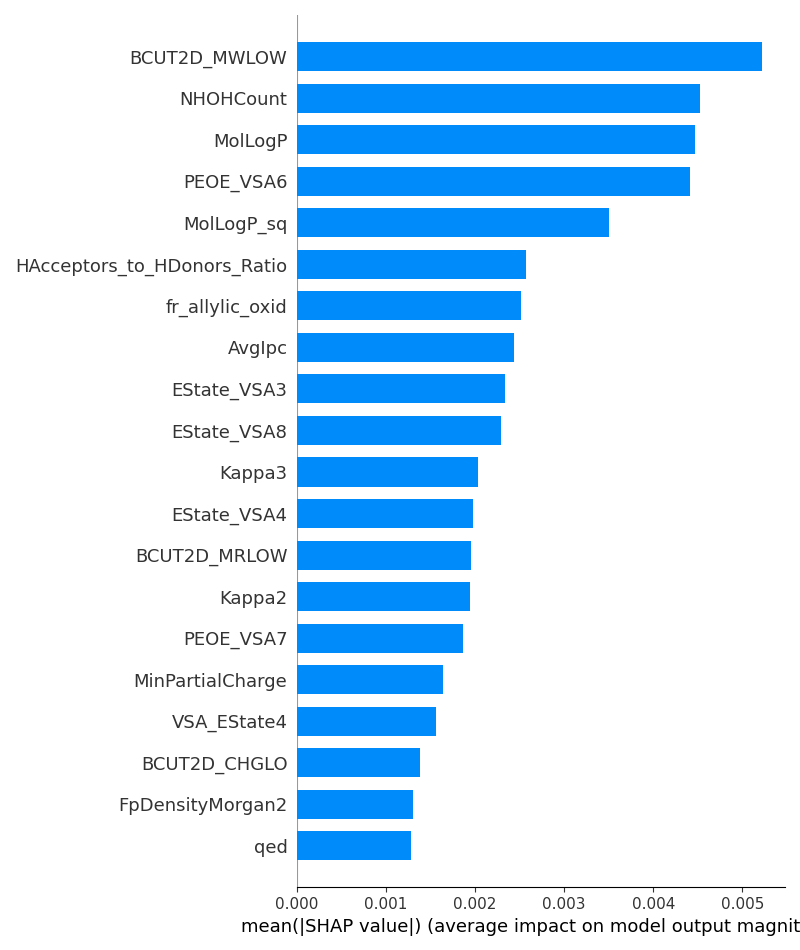 BCUT2D_MWLOW
NHOHCount
MolLogP
PEOE_VSA6
MolLogP_sq
HAcceptors_to_HDonors_Ratio
fr_allylic_oxid
AvgIpc
EState_VSA3
EState_VSA8
Kappa3
EState_VSA4
BCUT2D_MRLOW
Kappa2
PEOE_VSA7
MinPartialCharge
VSA_EState4
BCUT2D_CHGLO
FpDensityMorgan2
qed
0.000 0.001 0.002 0.003 0.004 0.005
mean(|SHAP value|) (average impact on model output magnit